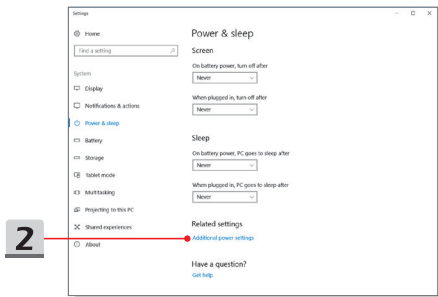 Settings
Home
Find a setting
System
Display
Notifications & actions
Power & sleep
Battery
Storage
Tablet mode
Multitasking
Projecting to this PC
Shared experiences
About
Power & sleep
Screen
On battery power, turn off after
Never
When plugged in, turn off after
Never
Sleep
On battery power, PC goes to sleep after
Never
When plugged in, PC goes to sleep after
Never
Related settings
Additional power settings
Have a question?
Get help
2